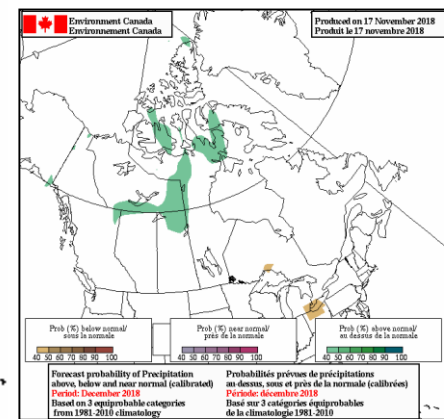 Environment Canada
Environnement Canada
Produced on 17 November 2018
Produit le 17 novembre 2018
Prob (%) below normal/
sous la normale
40 50 60 70 80 90 100
Prob (%) near normal/
près de la normale
40 50 60 70 80 90 100
Prob (%) above normal/
au dessus de la normale
40 50 60 70 80 90 100
Forecast probability of Precipitation
above, below and near normal (calibrated)
Period: December 2018
Based on 3 equiprobable categories
from 1981-2010 climatology
Probabilités prévues de précipitations
au dessus, sous et près de la normale (calibrées)
Période: décembre 2018
Basé sur 3 catégories équiprobables
de la climatologie 1981-2010